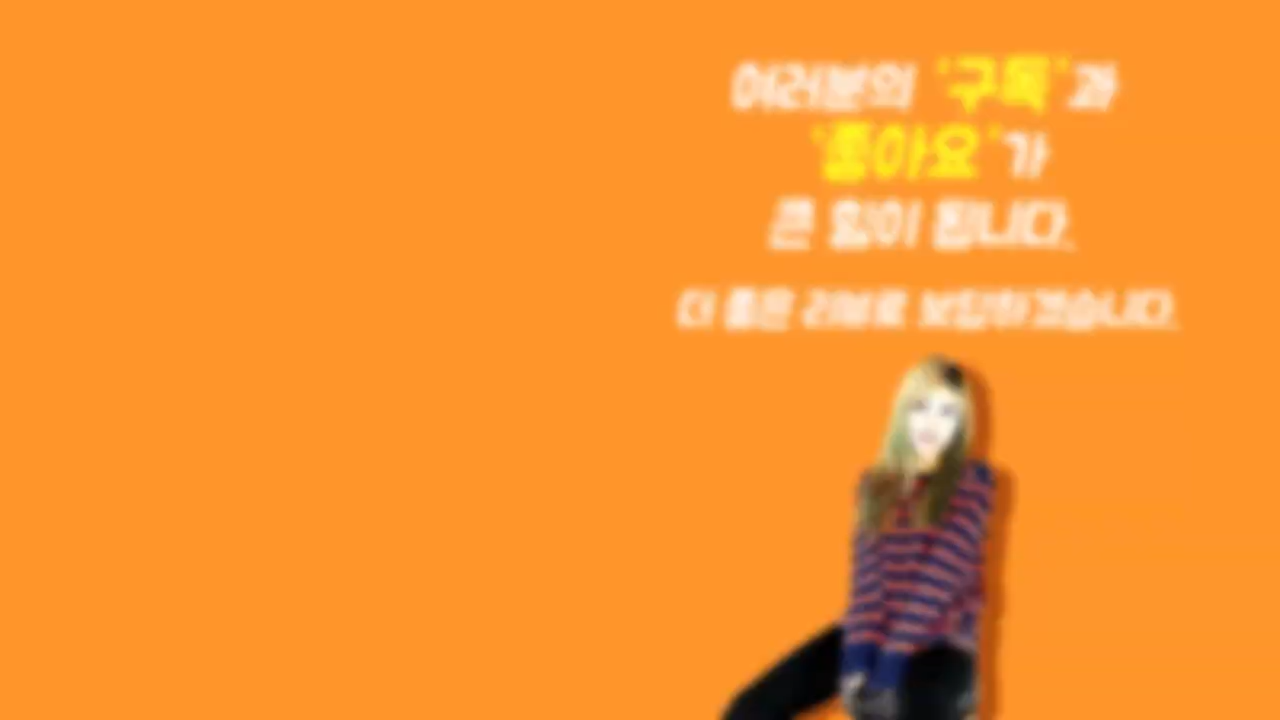 여러분의 '구독'과
'좋아요'가
큰 힘이 됩니다.
더 좋은 리뷰로 보답하겠습니다.